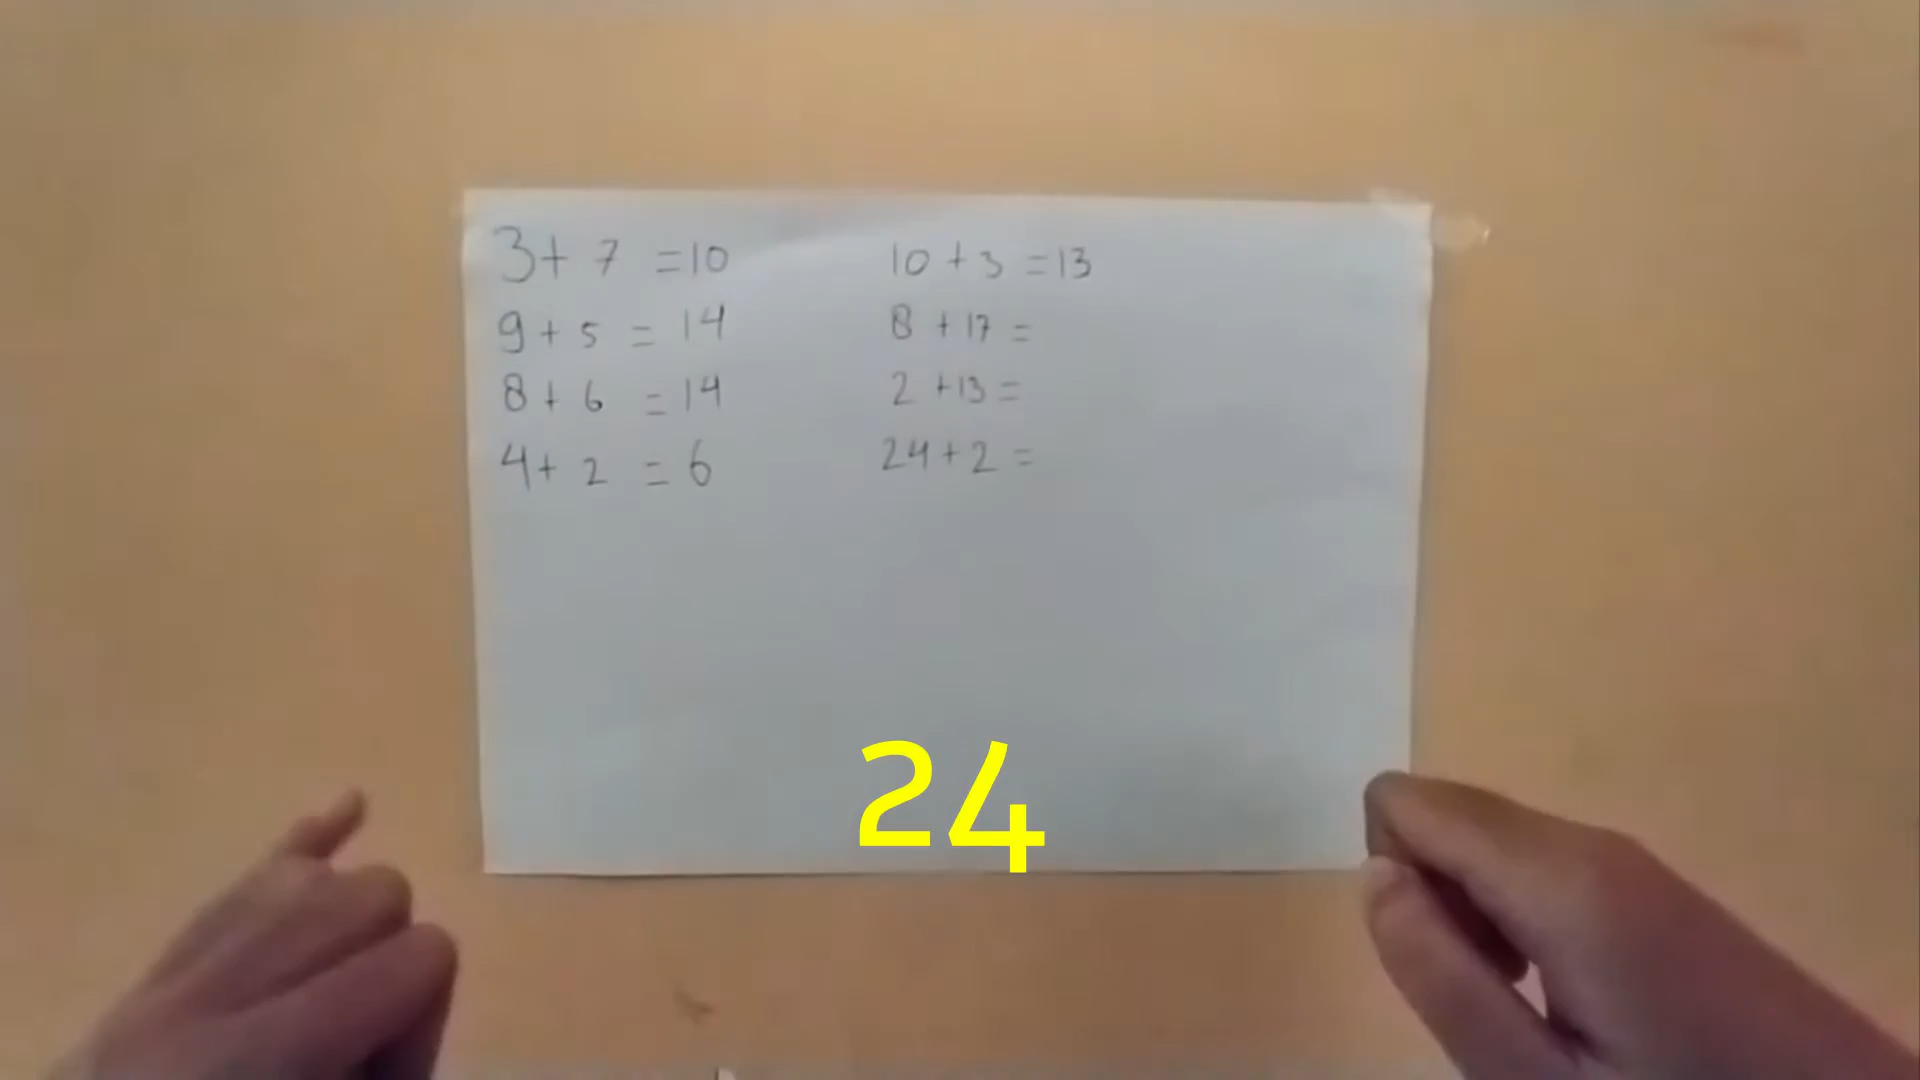 3 + 7 = 10
9 + 5 = 14
8 + 6 = 14
4 + 2 = 6
10 + 3 = 13
8 + 17 =
2 + 13 =
24 + 2 =
24